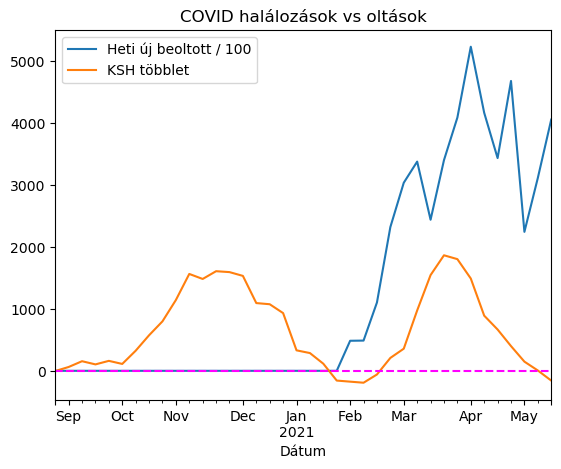 COVID halálozások vs oltások
Heti új beoltott / 100
KSH többlet
5000
4000
3000
2000
1000
0
Sep Oct Nov Dec Jan Feb Mar Apr May
2021
Dátum